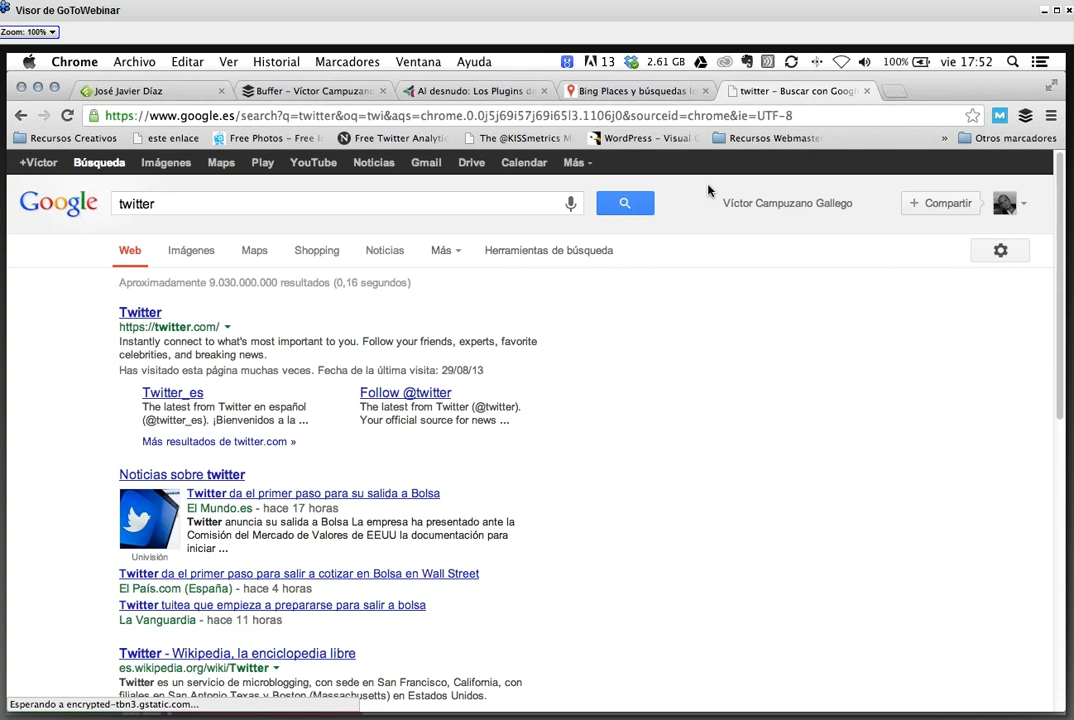 Visor de GoToWebinar
Zoom: 100%
Chrome Archivo Editar Ver Historial Marcadores Ventana Ayuda 13 2.61 GB 100% vie 17:52
José Javier Díaz Buffer – Víctor Campuzano Al desnudo: Los Plugins de Bing Places y búsquedas lo twitter – Buscar con Googl
https://www.google.es/search?q=twitter&oq=twi&aqs=chrome.0.0j5j69i57j69i65l3.1106j0&sourceid=chrome&ie=UTF-8
Recursos Creativos este enlace Free Photos – Free I Free Twitter Analytic The @KISSmetrics M WordPress – Visual C Recursos Webmaster » Otros marcadores
+Víctor Búsqueda Imágenes Maps Play YouTube Noticias Gmail Drive Calendar Más
Google twitter Víctor Campuzano Gallego + Compartir
Web Imágenes Maps Shopping Noticias Más Herramientas de búsqueda
Aproximadamente 9.030.000.000 resultados (0,16 segundos)
Twitter
https://twitter.com/
Instantly connect to what's most important to you. Follow your friends, experts, favorite
celebrities, and breaking news.
Has visitado esta página muchas veces. Fecha de la última visita: 29/08/13
Twitter_es Follow @twitter
The latest from Twitter en español The latest from Twitter (@twitter).
(@twitter_es). ¡Bienvenidos a la ... Your official source for news ...
Más resultados de twitter.com »
Noticias sobre twitter
Twitter da el primer paso para su salida a Bolsa
El Mundo.es - hace 17 horas
Twitter anuncia su salida a Bolsa La empresa ha presentado ante la
Comisión del Mercado de Valores de EEUU la documentación para
iniciar ...
Univisión
Twitter da el primer paso para salir a cotizar en Bolsa en Wall Street
El País.com (España) - hace 4 horas
Twitter tuitea que empieza a prepararse para salir a bolsa
La Vanguardia - hace 11 horas
Twitter - Wikipedia, la enciclopedia libre
es.wikipedia.org/wiki/Twitter
Twitter es un servicio de microblogging, con sede en San Francisco, California, con
filiales en San Antonio Texas y Boston (Massachusetts) en Estados Unidos.
Esperando a encrypted-tbn3.gstatic.com...